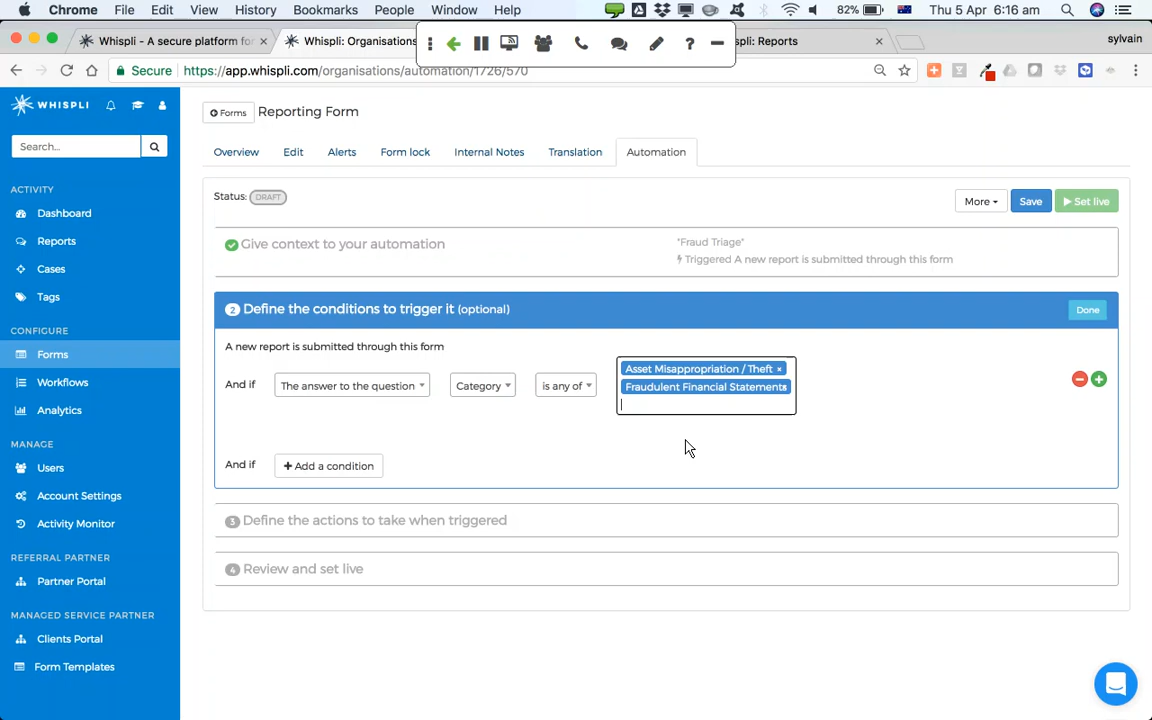 Chrome File Edit View History Bookmarks People Window Help 82% Thu 5 Apr 6:16 am
Whispli - A secure platform for Whispli: Organisations spli: Reports sylvain
Secure https://app.whispli.com/organisations/automation/1726/570
WHISPLI
Search...
ACTIVITY
Dashboard
Reports
Cases
Tags
CONFIGURE
Forms
Workflows
Analytics
MANAGE
Users
Account Settings
Activity Monitor
REFERRAL PARTNER
Partner Portal
MANAGED SERVICE PARTNER
Clients Portal
Form Templates
Forms Reporting Form
Overview Edit Alerts Form lock Internal Notes Translation Automation
Status: DRAFT More Save Set live
Give context to your automation "Fraud Triage"
Triggered A new report is submitted through this form
2 Define the conditions to trigger it (optional) Done
A new report is submitted through this form
And if The answer to the question Category is any of Asset Misappropriation / Theft ×
Fraudulent Financial Statements
And if + Add a condition
3 Define the actions to take when triggered
4 Review and set live